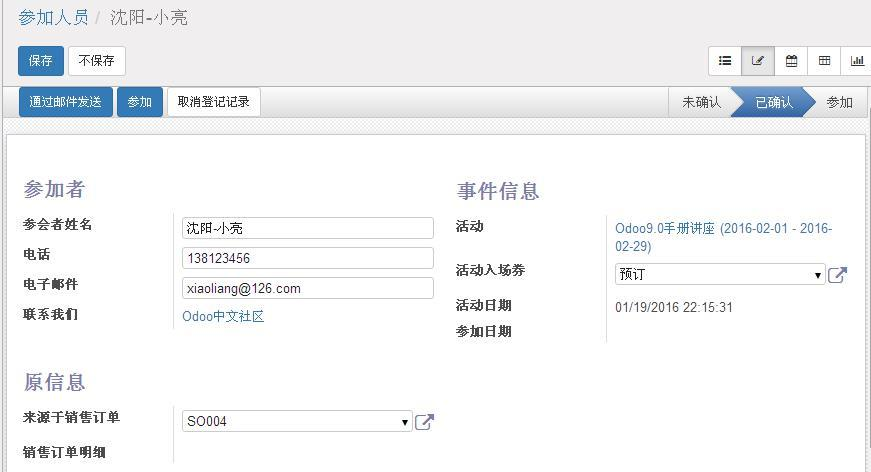 参加人员 / 沈阳-小亮
保存 不保存
通过邮件发送 参加 取消登记记录 未确认 已确认 参加
参加者
参会者姓名 沈阳-小亮
电话 138123456
电子邮件 xiaoliang@126.com
联系我们 Odoo中文社区
事件信息
活动 Odoo9.0手册讲座 (2016-02-01 - 2016-
02-29)
活动入场券 预订
活动日期 01/19/2016 22:15:31
参加日期
原信息
来源于销售订单 SO004
销售订单明细